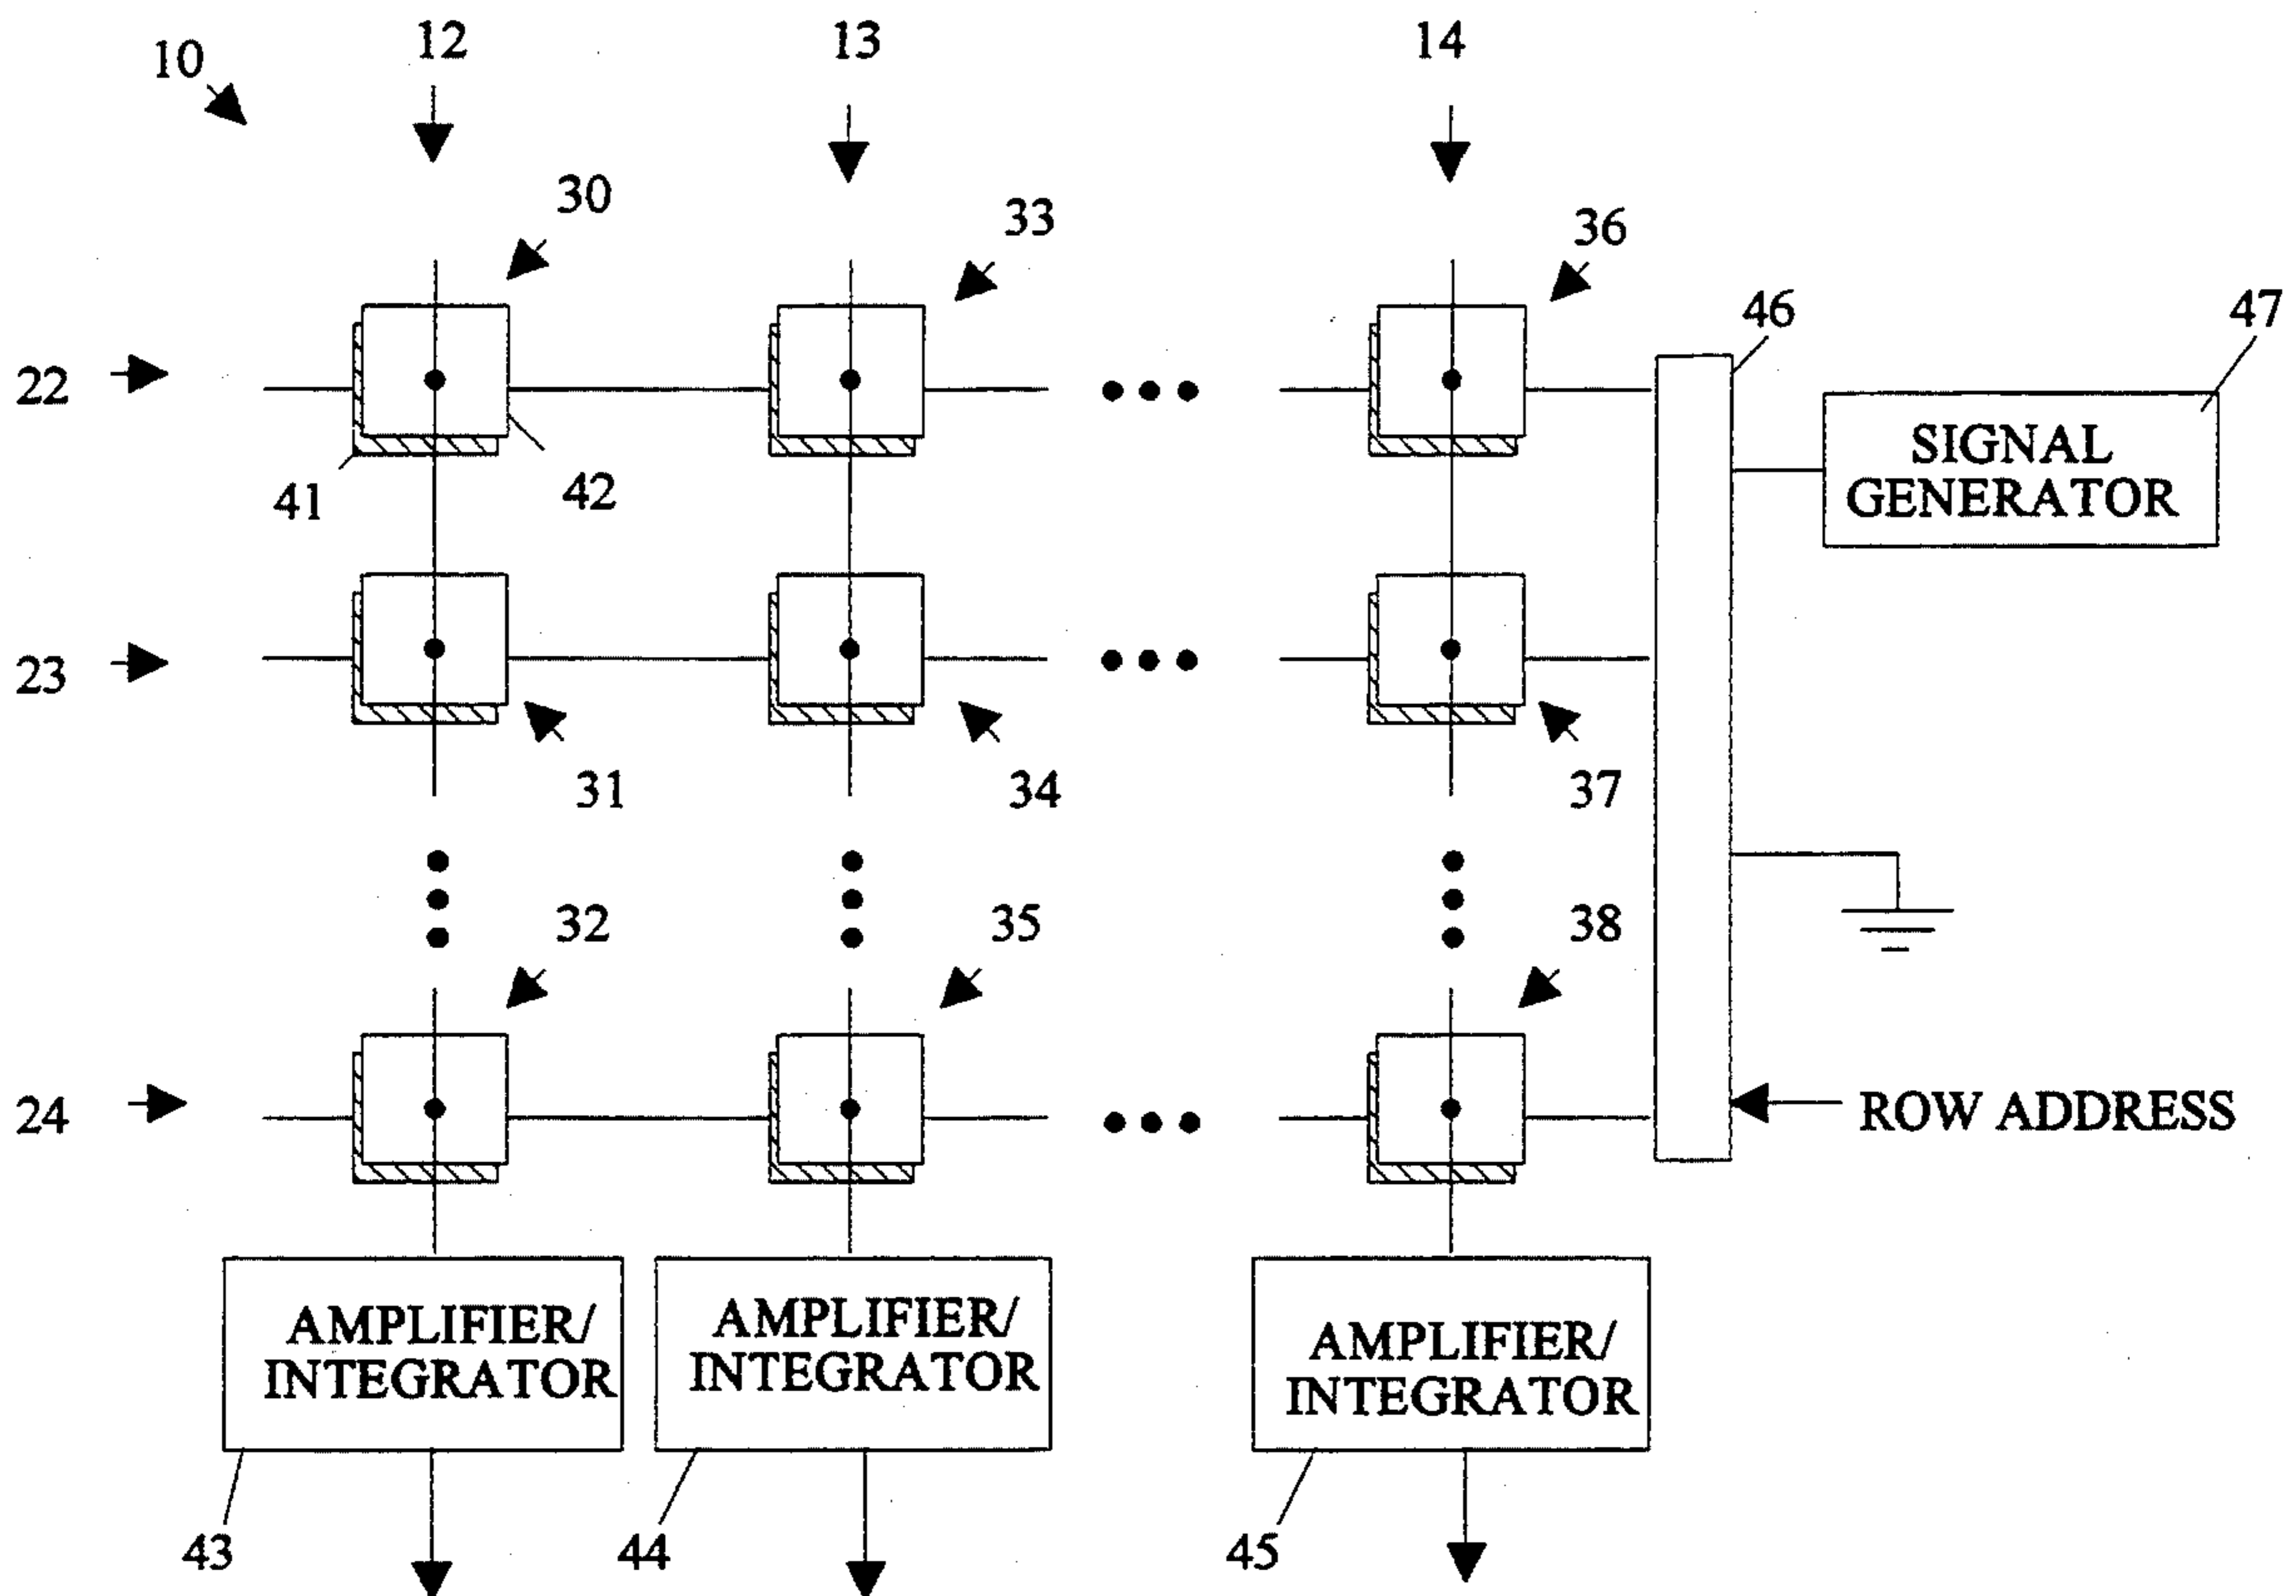 10
12
13
14
30
33
36
46
47
22
SIGNAL
GENERATOR
41
42
23
31
34
37
32
35
38
24
ROW ADDRESS
AMPLIFIER/
INTEGRATOR
AMPLIFIER/
INTEGRATOR
AMPLIFIER/
INTEGRATOR
43
44
45